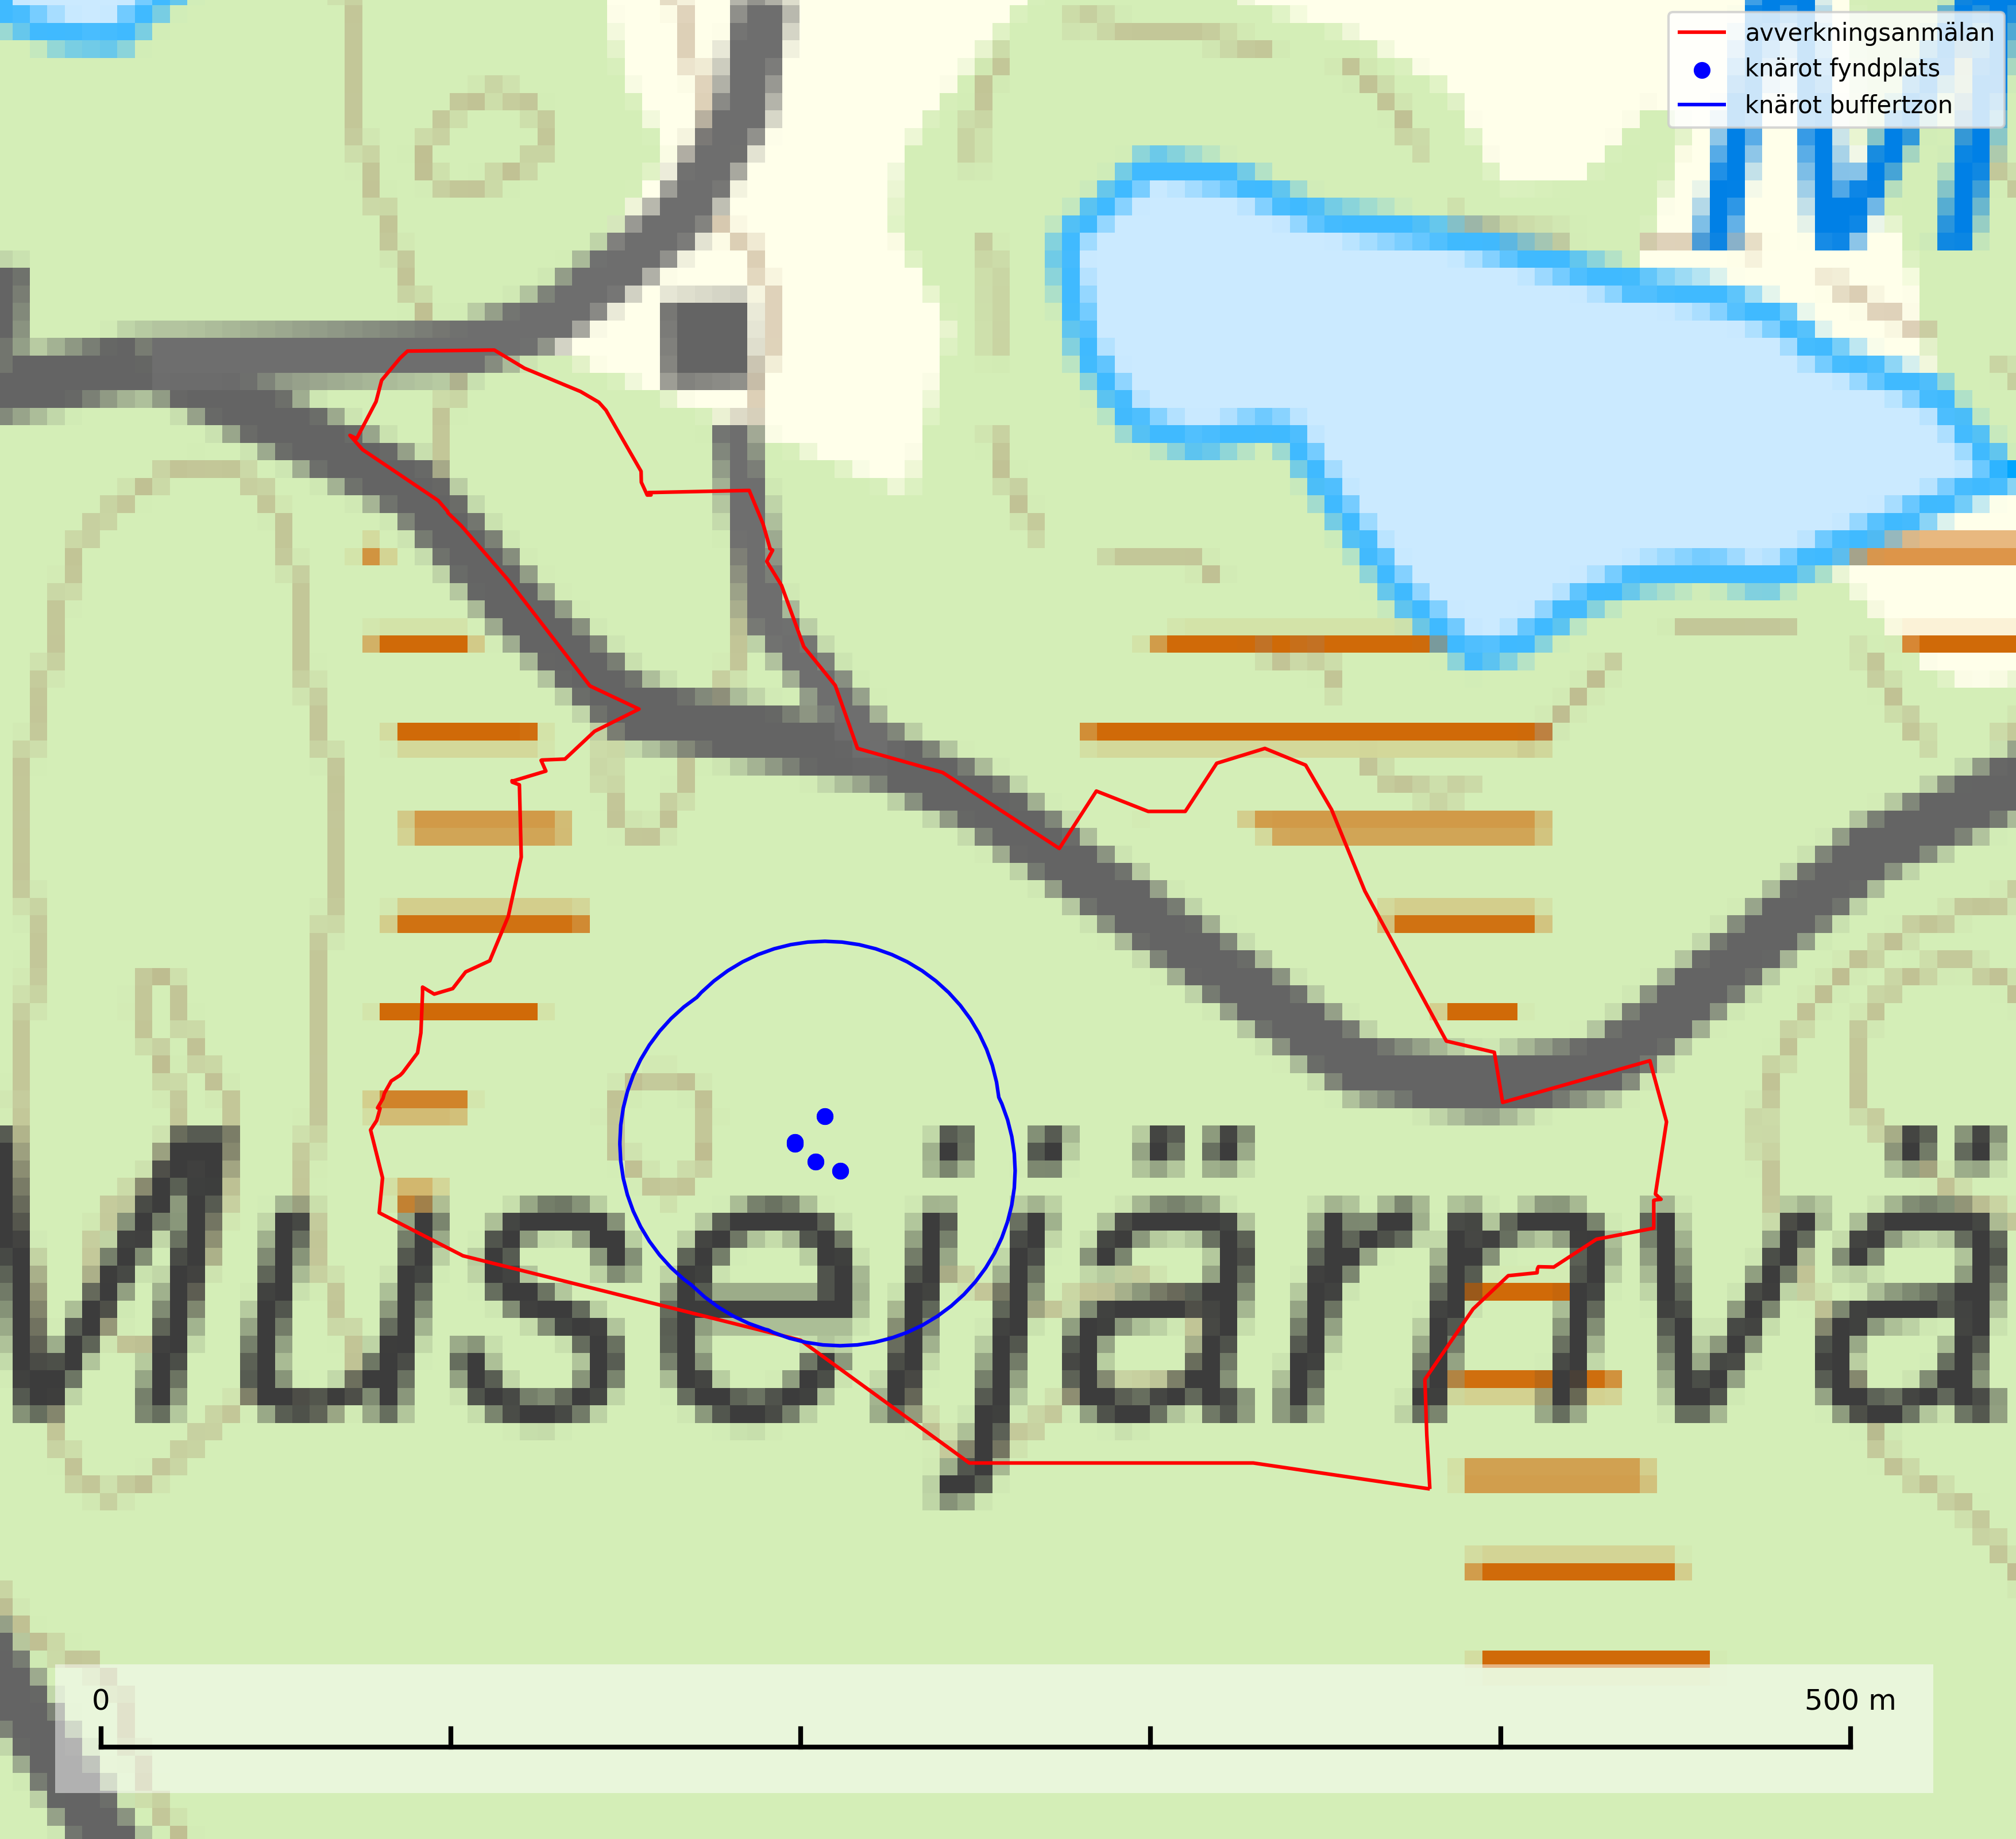 avverkningsanmälan
knärot fyndplats
knärot buffertzon
0
500 m